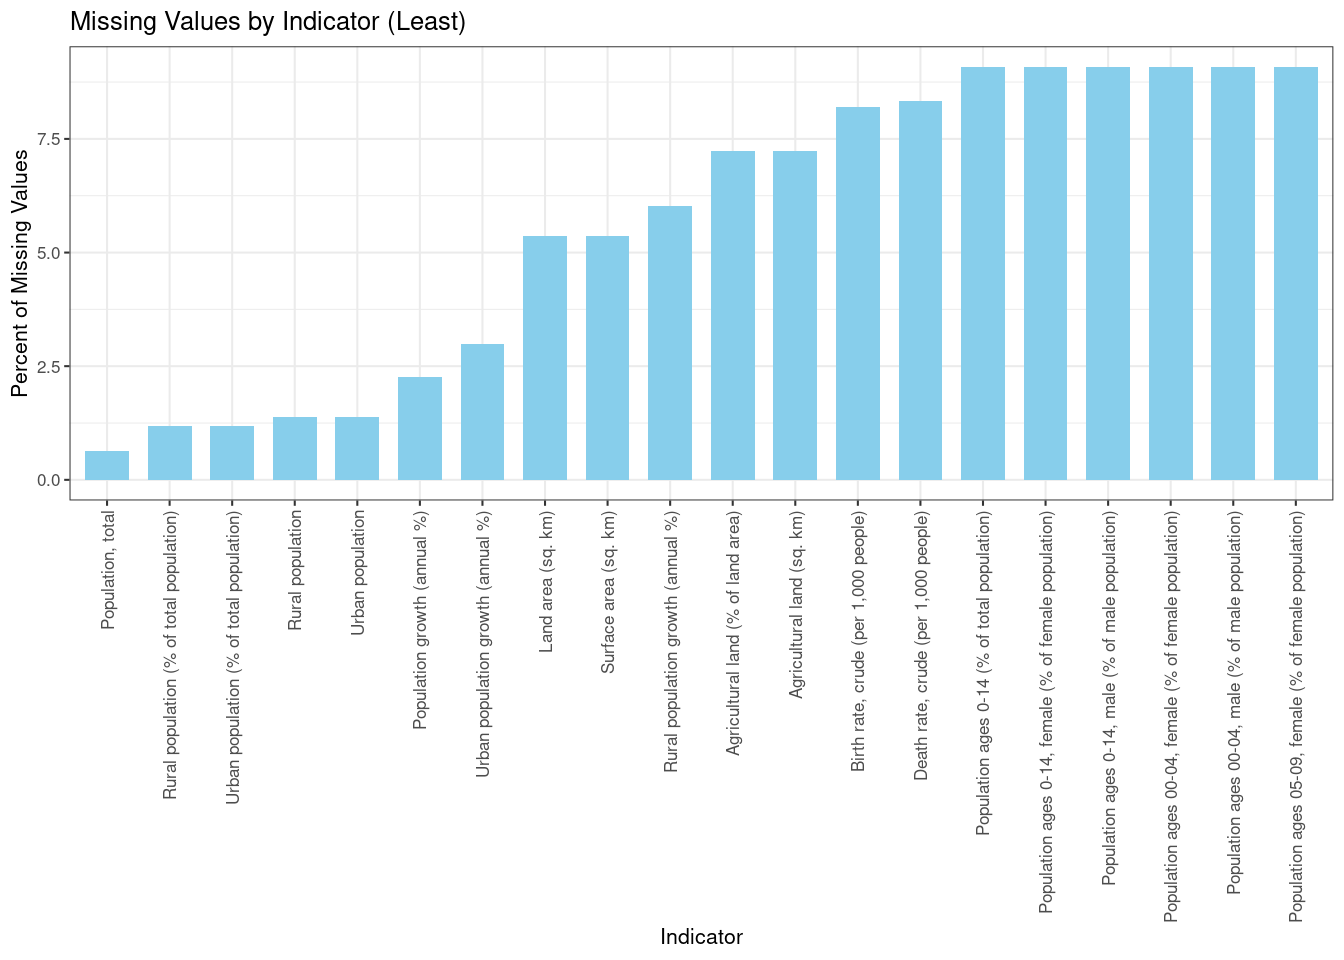 Missing Values by Indicator (Least)
Percent of Missing Values
7.5
5.0
2.5
0.0
Population, total
Rural population (% of total population)
Urban population (% of total population)
Rural population
Urban population
Population growth (annual %)
Urban population growth (annual %)
Land area (sq. km)
Surface area (sq. km)
Rural population growth (annual %)
Agricultural land (% of land area)
Agricultural land (sq. km)
Birth rate, crude (per 1,000 people)
Death rate, crude (per 1,000 people)
Population ages 0-14 (% of total population)
Population ages 0-14, female (% of female population)
Population ages 0-14, male (% of male population)
Population ages 00-04, female (% of female population)
Population ages 00-04, male (% of male population)
Population ages 05-09, female (% of female population)
Indicator